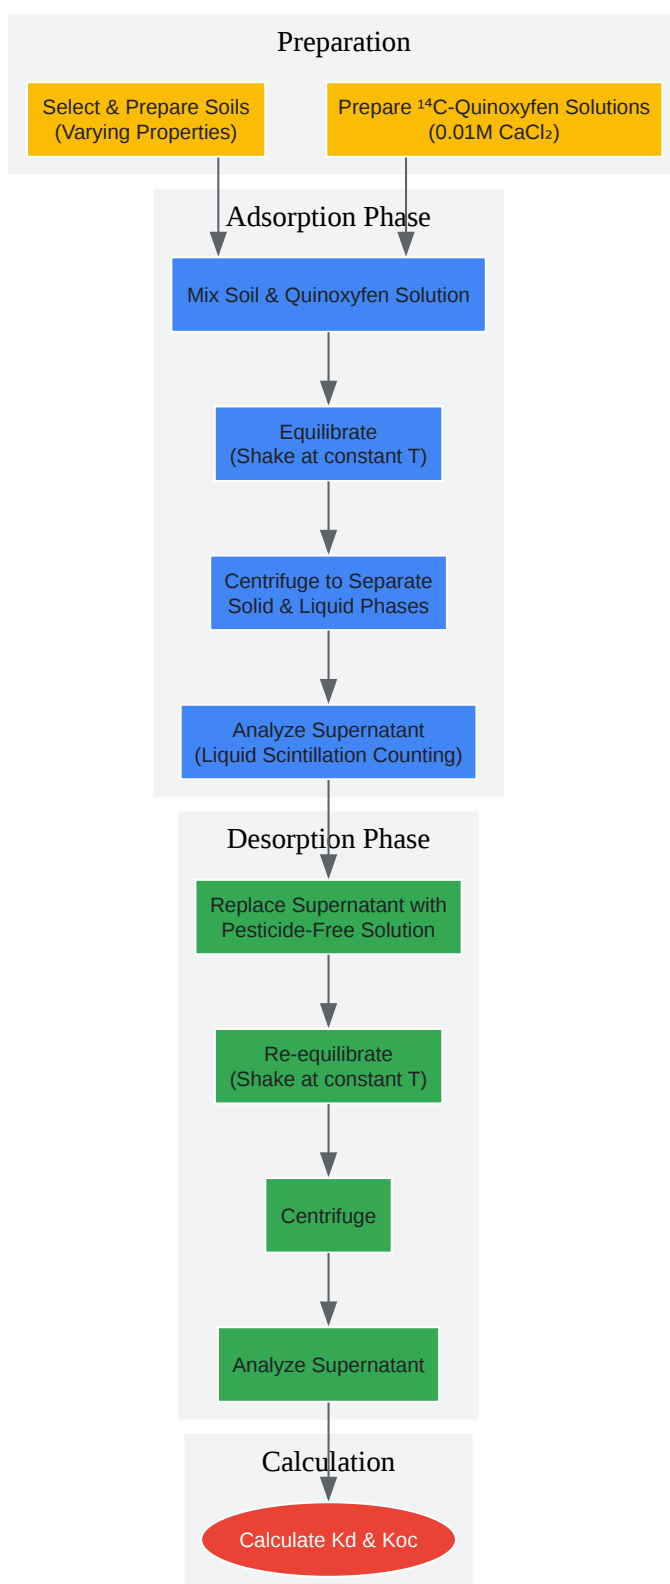 Preparation
Select & Prepare Soils
(Varying Properties)
Prepare ¹⁴C-Quinoxyfen Solutions
(0.01M CaCl₂)
Adsorption Phase
Mix Soil & Quinoxyfen Solution
Equilibrate
(Shake at constant T)
Centrifuge to Separate
Solid & Liquid Phases
Analyze Supernatant
(Liquid Scintillation Counting)
Desorption Phase
Replace Supernatant with
Pesticide-Free Solution
Re-equilibrate
(Shake at constant T)
Centrifuge
Analyze Supernatant
Calculation
Calculate Kd & Koc